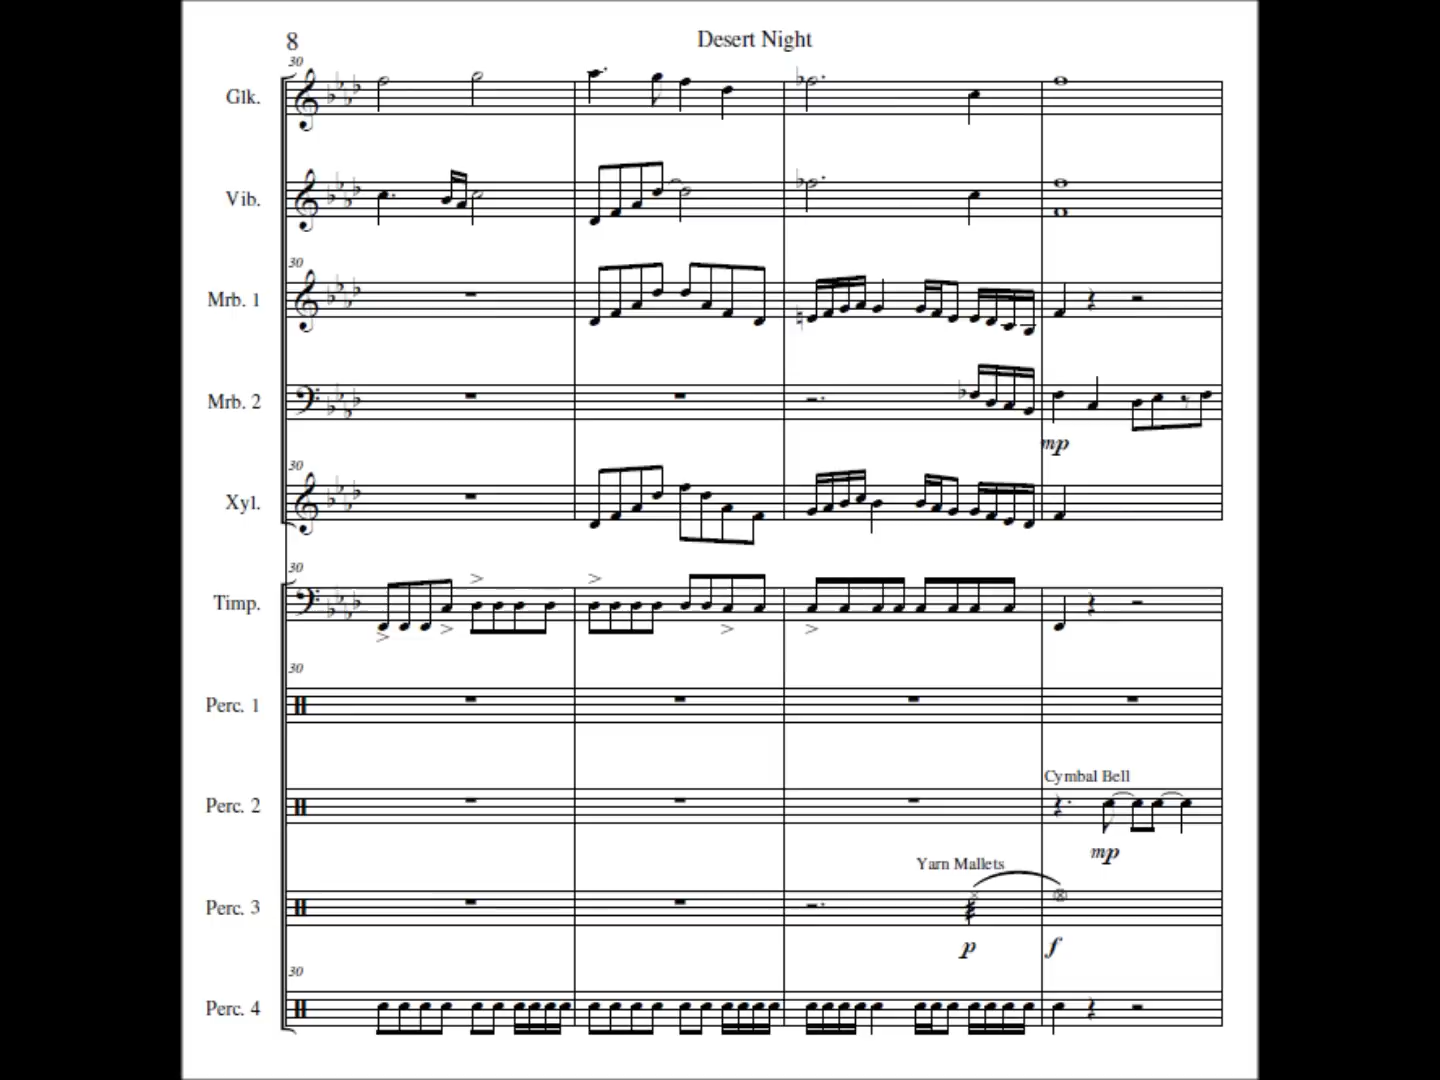 8
Desert Night
30
Glk.
Vib.
30
Mrb. 1
Mrb. 2
mp
30
Xyl.
30
Timp.
30
Perc. 1
Cymbal Bell
Perc. 2
mp
Yarn Mallets
Perc. 3
p f
30
Perc. 4